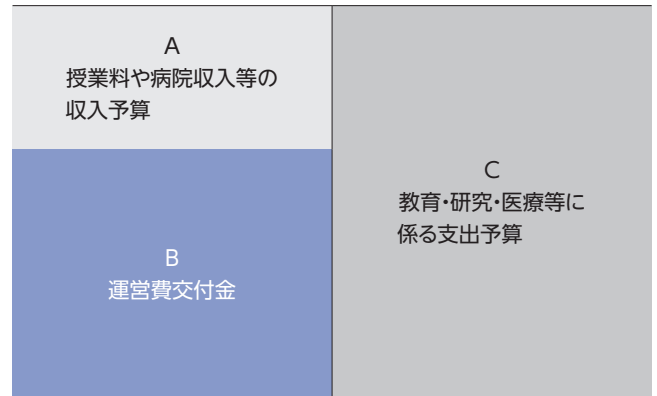 A
授業料や病院収入等の
収入予算
B
運営費交付金
C
教育・研究・医療等に
係る支出予算